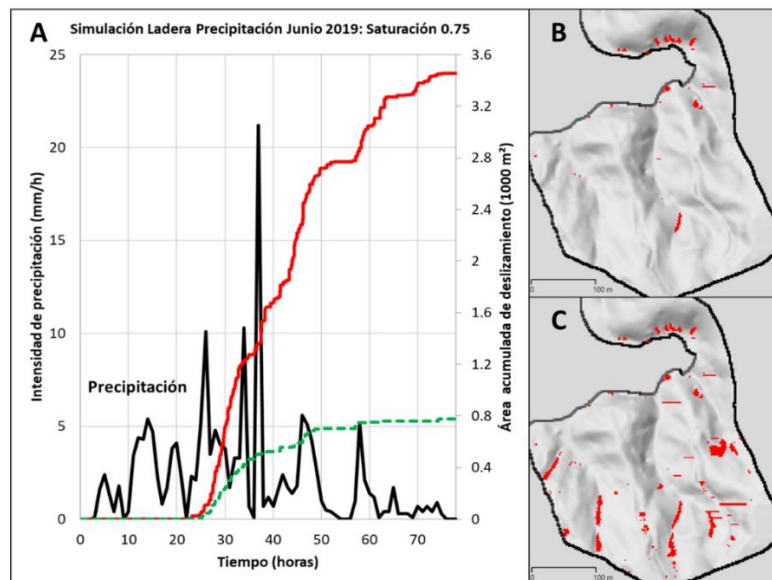 A
Simulación Ladera Precipitación Junio 2019: Saturación 0.75
25
20
15
10
5
0
Intensidad de precipitación (mm/h)
Precipitación
0 10 20 30 40 50 60 70
Tiempo (horas)
3.6
3.2
2.8
2.4
2
1.6
1.2
0.8
0.4
0
Área acumulada de deslizamiento (1000 m²)
B
0 100 m
C
0 100 m